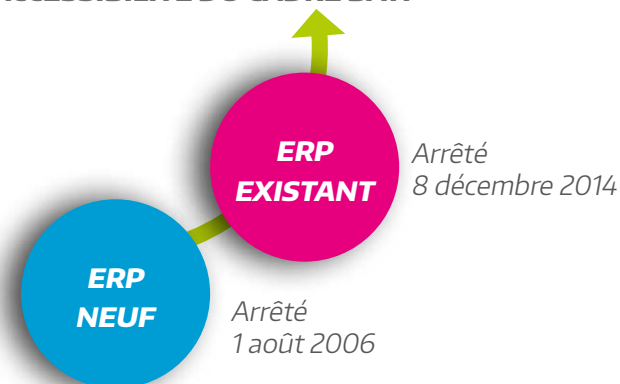 ERP
EXISTANT
Arrêté
8 décembre 2014
ERP
NEUF
Arrêté
1 août 2006